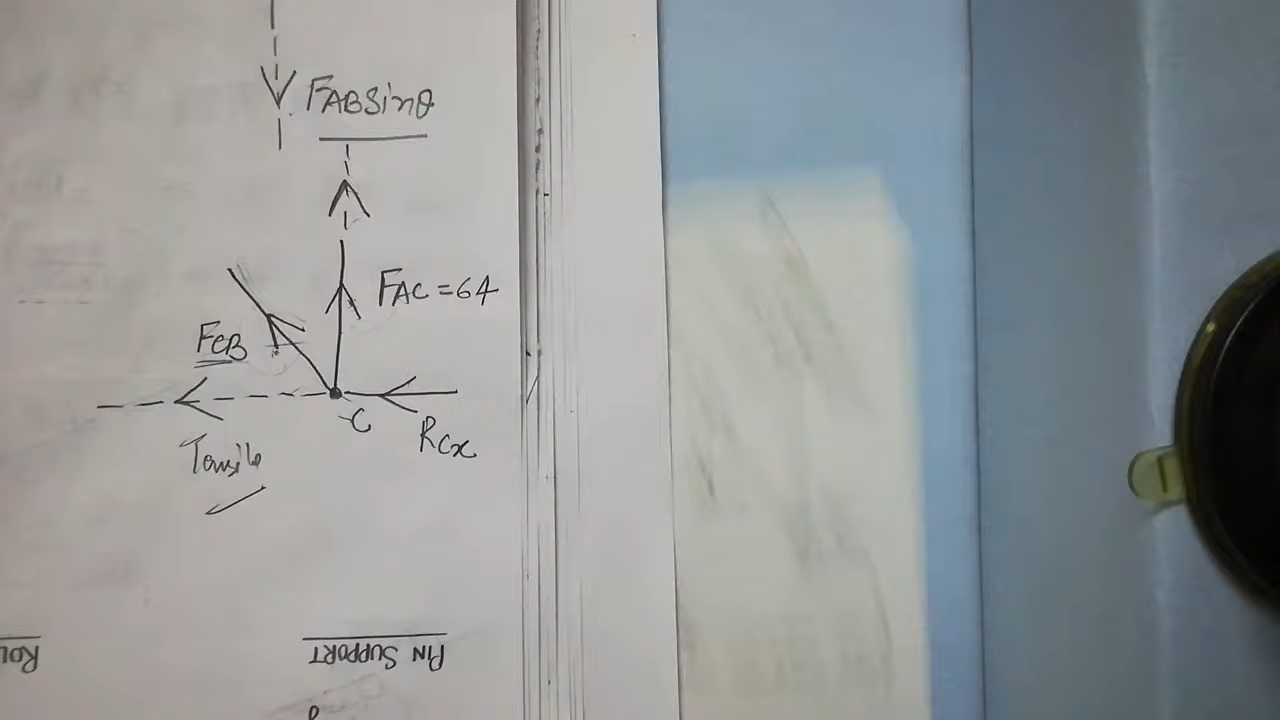 FABSinθ
FAC=64
FCB
C
RCx
Tensile
PIN SUPPORT